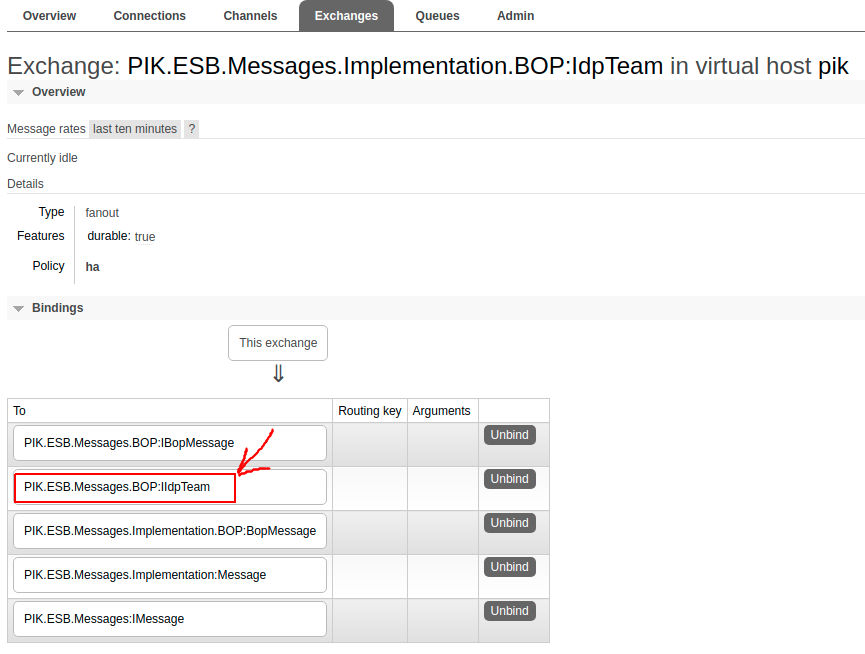 Overview Connections Channels Exchanges Queues Admin
Exchange: PIK.ESB.Messages.Implementation.BOP:IdpTeam in virtual host pik
Overview
Message rates last ten minutes ?
Currently idle
Details
Type fanout
Features durable: true
Policy ha
Bindings
This exchange
⇓
To Routing key Arguments
PIK.ESB.Messages.BOP:IBopMessage Unbind
PIK.ESB.Messages.BOP:IIdpTeam Unbind
PIK.ESB.Messages.Implementation.BOP:BopMessage Unbind
PIK.ESB.Messages.Implementation:Message Unbind
PIK.ESB.Messages:IMessage Unbind